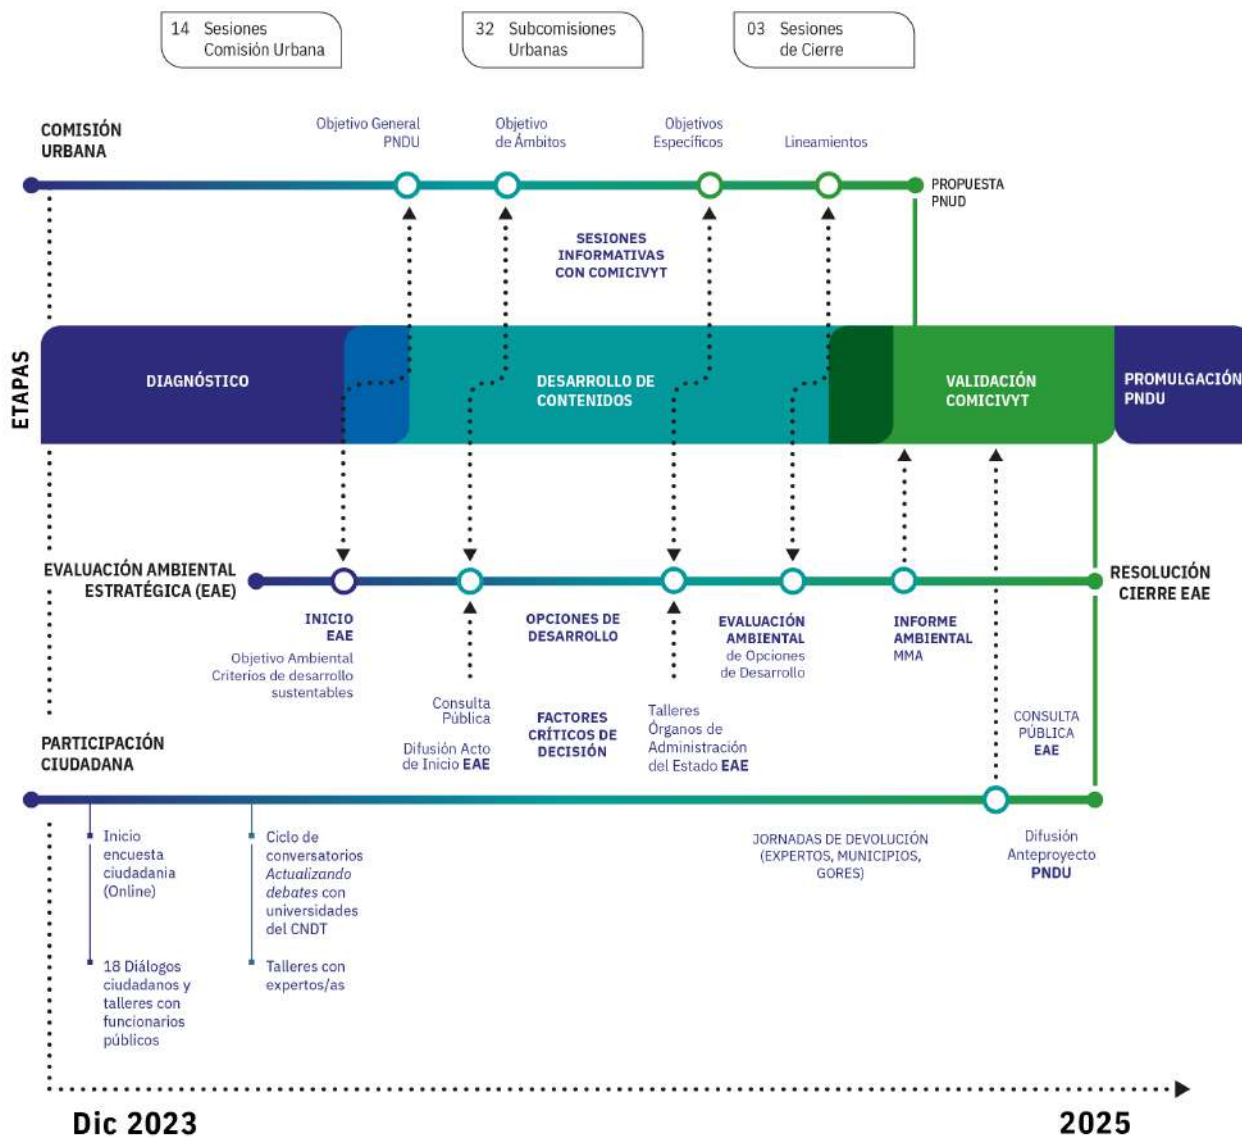 14 Sesiones
Comisión Urbana
32 Subcomisiones
Urbanas
03 Sesiones
de Cierre
COMISIÓN
URBANA
Objetivo General
PNDU
Objetivo
de Ámbitos
Objetivos
Específicos
Lineamientos
PROPUESTA
PNUD
SESIONES
INFORMATIVAS
CON COMICIVYT
ETAPAS
DIAGNÓSTICO
DESARROLLO DE
CONTENIDOS
VALIDACIÓN
COMICIVYT
PROMULGACIÓN
PNDU
EVALUACIÓN AMBIENTAL
ESTRATÉGICA (EAE)
RESOLUCIÓN
CIERRE EAE
INICIO
EAE
Objetivo Ambiental
Criterios de desarrollo
sustentables
OPCIONES DE
DESARROLLO
EVALUACIÓN
AMBIENTAL
de Opciones
de Desarrollo
INFORME
AMBIENTAL
MMA
Consulta
Pública
Difusión Acto
de Inicio EAE
FACTORES
CRÍTICOS DE
DECISIÓN
Talleres
Órganos de
Administración
del Estado EAE
CONSULTA
PÚBLICA
EAE
PARTICIPACIÓN
CIUDADANA
Inicio
encuesta
ciudadania
(Online)
18 Diálogos
ciudadanos y
talleres con
funcionarios
públicos
Ciclo de
conversatorios
Actualizando
debates con
universidades
del CNDT
Talleres con
expertos/as
JORNADAS DE DEVOLUCIÓN
(EXPERTOS, MUNICIPIOS,
GORES)
Difusión
Anteproyecto
PNDU
Dic 2023
2025